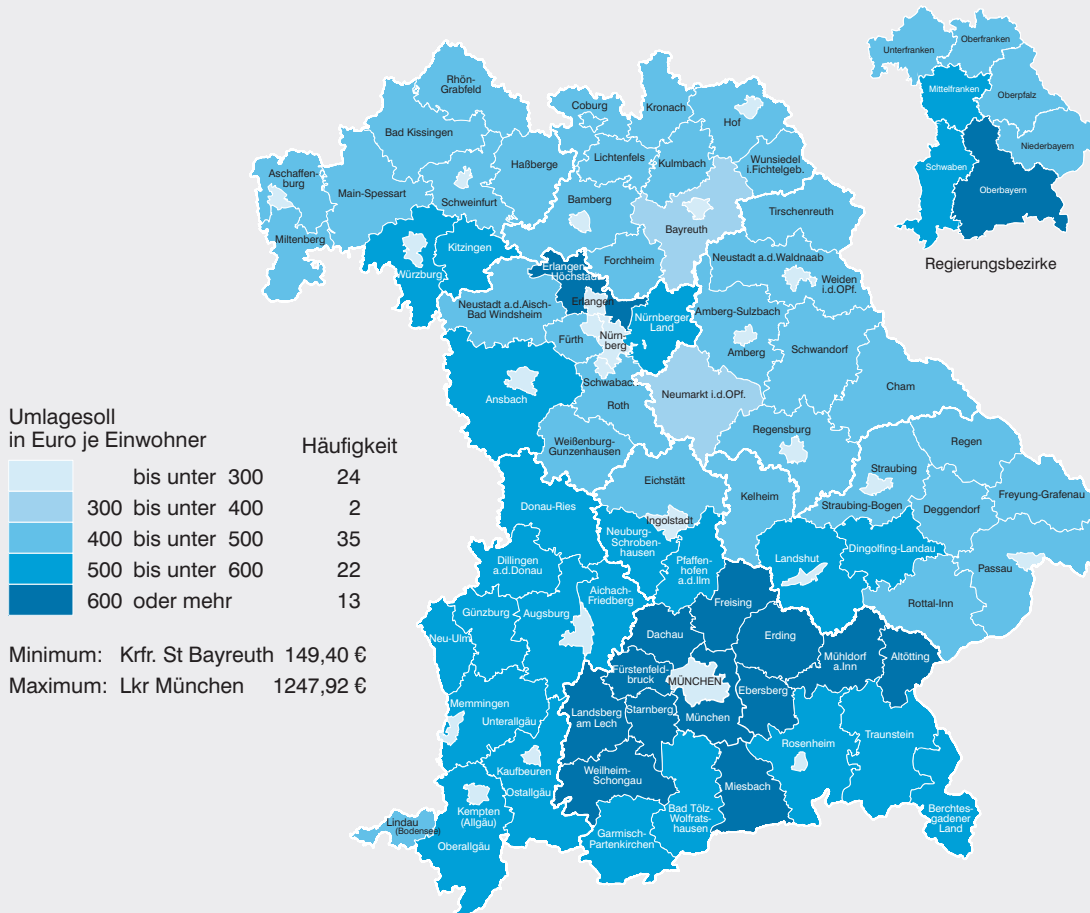 Unterfranken
Oberfranken
Mittelfranken
Oberpfalz
Niederbayern
Schwaben
Oberbayern
Regierungsbezirke
Rhön-
Grabfeld
Coburg
Kronach
Hof
Bad Kissingen
Lichtenfels
Kulmbach
Wunsiedel
i.Fichtelgeb.
Haßberge
Aschaffen-
burg
Main-Spessart
Schweinfurt
Bamberg
Bayreuth
Tirschenreuth
Miltenberg
Kitzingen
Würzburg
Forchheim
Neustadt a.d.Waldnaab
Erlangen-
Höchstadt
Weiden
i.d.OPf.
Erlangen
Neustadt a.d.Aisch-
Bad Windsheim
Nürnberger
Land
Amberg-Sulzbach
Fürth
Nürn-
berg
Amberg
Schwandorf
Schwabach
Ansbach
Roth
Neumarkt i.d.OPf.
Cham
Weißenburg-
Gunzenhausen
Regensburg
Regen
Straubing
Eichstätt
Kelheim
Straubing-Bogen
Freyung-Grafenau
Deggendorf
Donau-Ries
Ingolstadt
Neuburg-
Schroben-
hausen
Landshut
Dingolfing-Landau
Dillingen
a.d.Donau
Pfaffen-
hofen
a.d.Ilm
Passau
Aichach-
Friedberg
Freising
Rottal-Inn
Günzburg
Augsburg
Neu-Ulm
Dachau
Erding
Mühldorf
a.Inn
Altötting
Fürstenfeld-
bruck
MÜNCHEN
Ebersberg
Memmingen
Unterallgäu
Landsberg
am Lech
Starnberg
München
Rosenheim
Traunstein
Kaufbeuren
Ostallgäu
Weilheim-
Schongau
Miesbach
Bad Tölz-
Wolfrats-
hausen
Berchtes-
gadener
Land
Kempten
(Allgäu)
Lindau
(Bodensee)
Oberallgäu
Garmisch-
Partenkirchen
Umlagesoll
in Euro je Einwohner
Häufigkeit
bis unter 300 24
300 bis unter 400 2
400 bis unter 500 35
500 bis unter 600 22
600 oder mehr 13
Minimum: Krfr. St Bayreuth 149,40 €
Maximum: Lkr München 1247,92 €